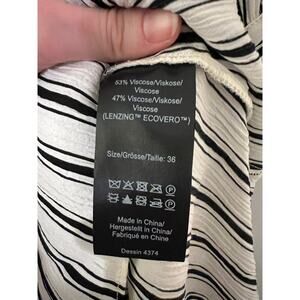 53% Viscose/Viskose/
Viscose
47% Viscose/Viskose/
Viscose
(LENZING™ ECOVERO™)
Size/Grösse/Taille: 36
Made in China/
Hergestellt in China/
Fabriqué en Chine
Dessin 4374